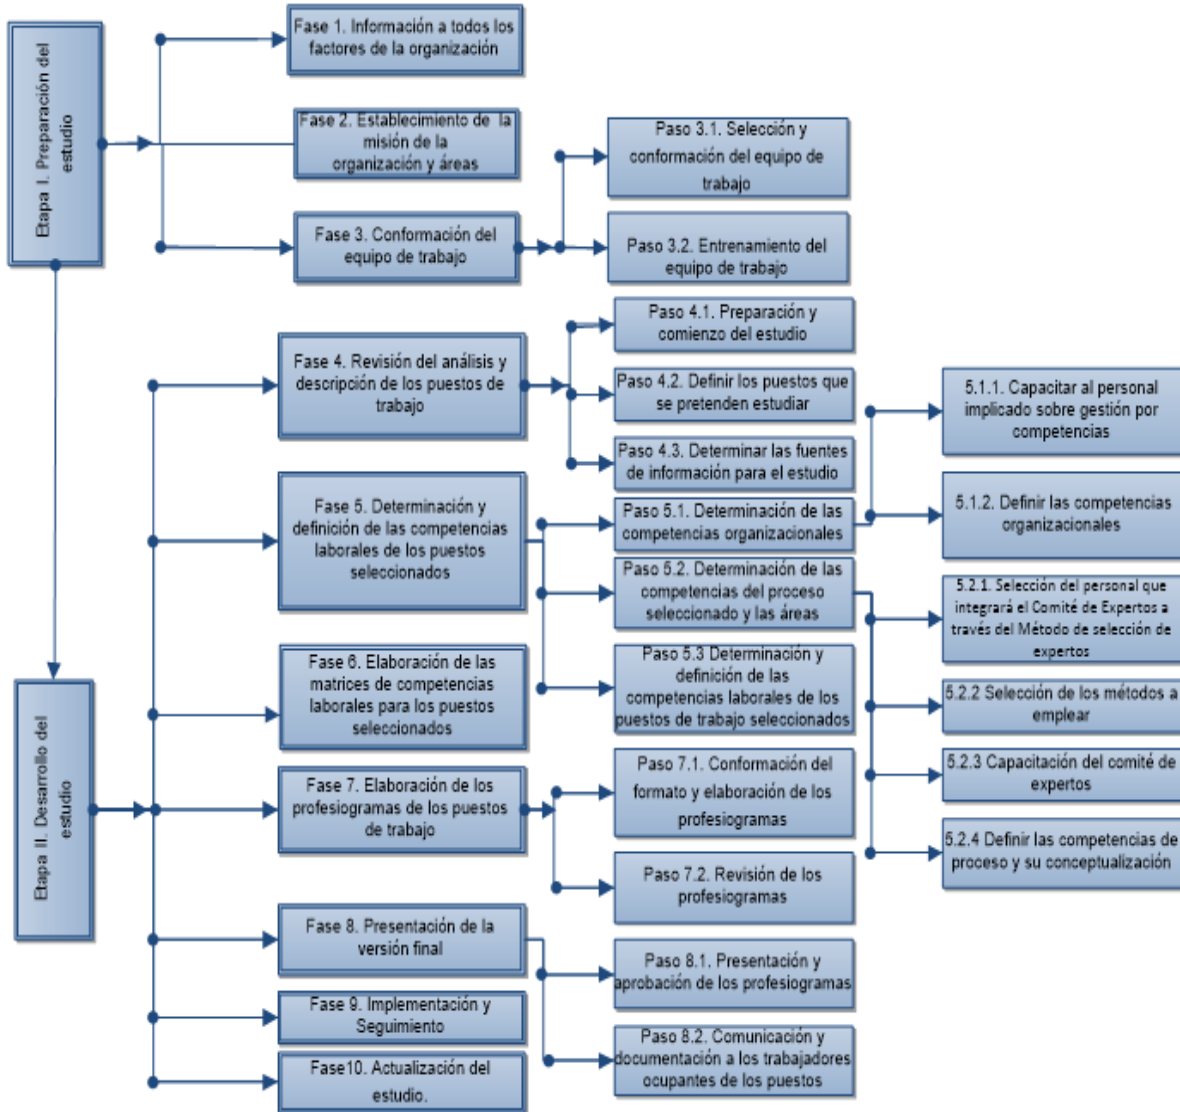 Etapa I. Preparación del
estudio
Fase 1. Información a todos los
factores de la organización
Fase 2. Establecimiento de la
misión de la
organización y áreas
Fase 3. Conformación del
equipo de trabajo
Paso 3.1. Selección y
conformación del equipo de
trabajo
Paso 3.2. Entrenamiento del
equipo de trabajo
Etapa II. Desarrollo del
estudio
Fase 4. Revisión del análisis y
descripción de los puestos de
trabajo
Paso 4.1. Preparación y
comienzo del estudio
Paso 4.2. Definir los puestos que
se pretenden estudiar
Paso 4.3. Determinar las fuentes
de información para el estudio
Fase 5. Determinación y
definición de las competencias
laborales de los puestos
seleccionados
Paso 5.1. Determinación de las
competencias organizacionales
5.1.1. Capacitar al personal
implicado sobre gestión por
competencias
5.1.2. Definir las competencias
organizacionales
Paso 5.2. Determinación de las
competencias del proceso
seleccionado y las áreas
5.2.1. Selección del personal que
integrará el Comité de Expertos a
través del Método de selección de
expertos
5.2.2 Selección de los métodos a
emplear
5.2.3 Capacitación del comité de
expertos
5.2.4 Definir las competencias de
proceso y su conceptualización
Paso 5.3 Determinación y
definición de las
competencias laborales de los
puestos de trabajo seleccionados
Fase 6. Elaboración de las
matrices de competencias
laborales para los puestos
seleccionados
Fase 7. Elaboración de los
profesiogramas de los puestos
de trabajo
Paso 7.1. Conformación del
formato y elaboración de los
profesiogramas
Paso 7.2. Revisión de los
profesiogramas
Fase 8. Presentación de la
versión final
Paso 8.1. Presentación y
aprobación de los profesiogramas
Paso 8.2. Comunicación y
documentación a los trabajadores
ocupantes de los puestos
Fase 9. Implementación y
Seguimiento
Fase10. Actualización del
estudio.